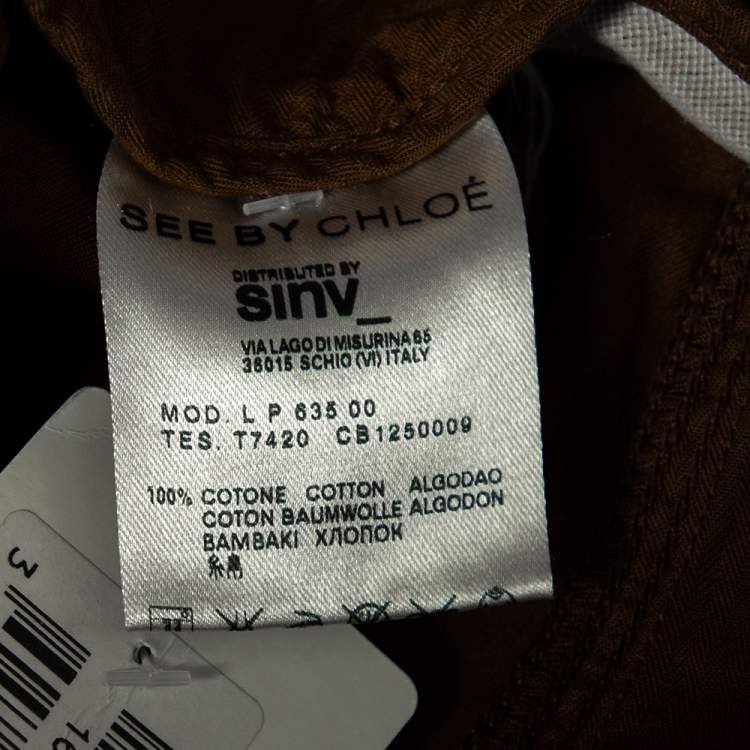 SEE BY CHLOÉ
DISTRIBUTED BY
sinv_
VIA LAGO DI MISURINA 65
36015 SCHIO (VI) ITALY
MOD. L P 635 00
TES. T7420 CB1250009
100% COTONE COTTON ALGODAO
COTON BAUMWOLLE ALGODON
BAMBAKI ХЛОПОК
3